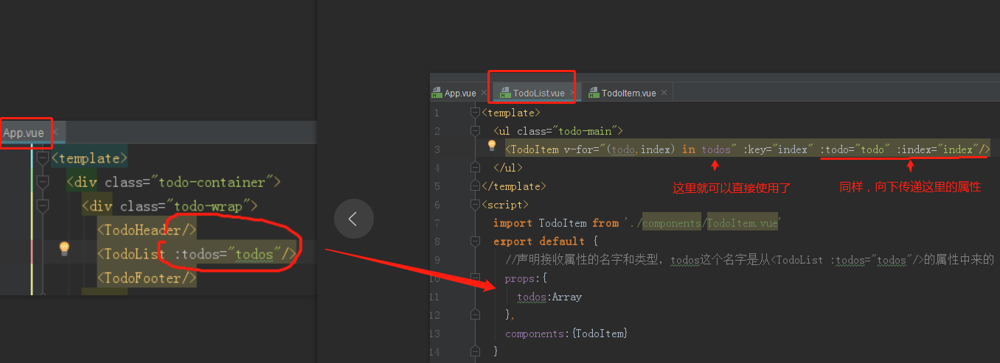 App.vue
<template>
<div class="todo-container">
<div class="todo-wrap">
<TodoHeader/>
<TodoList :todos="todos"/>
<TodoFooter/>
App.vue TodoList.vue TodoItem.vue
1 <template>
2 <ul class="todo-main">
3 <TodoItem v-for="(todo,index) in todos" :key="index" :todo="todo" :index="index"/>
4 </ul>
这里就可以直接使用了 同样，向下传递这里的属性
5 </template>
6 <script>
7 import TodoItem from './components/TodoItem.vue'
8 export default {
9 //声明接收属性的名字和类型，todos这个名字是从<TodoList :todos="todos"/>的属性中来的
10 props:{
11 todos:Array
12 },
13 components:{TodoItem}
14 }